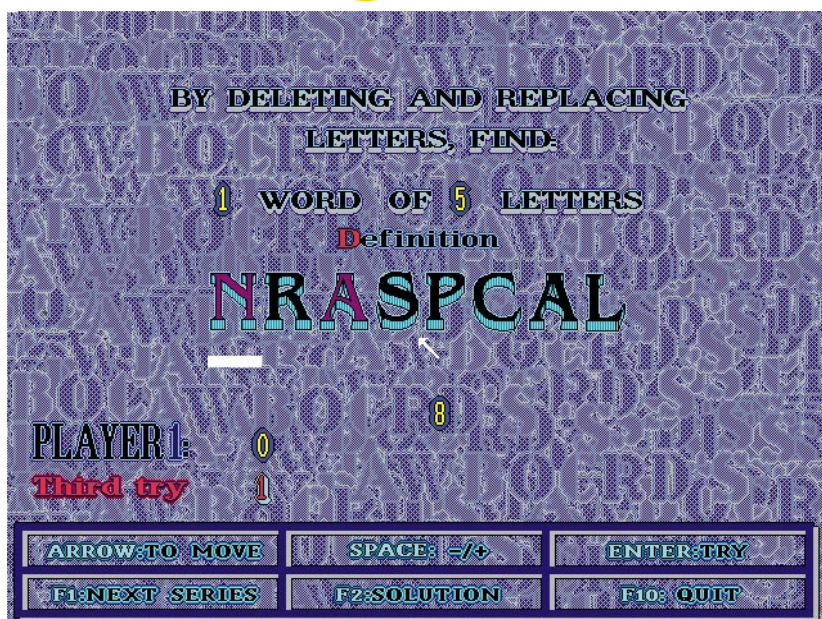 BY DELETING AND REPLACING
LETTERS, FIND:
1 WORD OF 5 LETTERS
Definition
NRASPCAL
8
PLAYER1: 0
Third try 1
ARROW:TO MOVE SPACE: -/+ ENTER:TRY
F1:NEXT SERIES F2:SOLUTION F10: QUIT